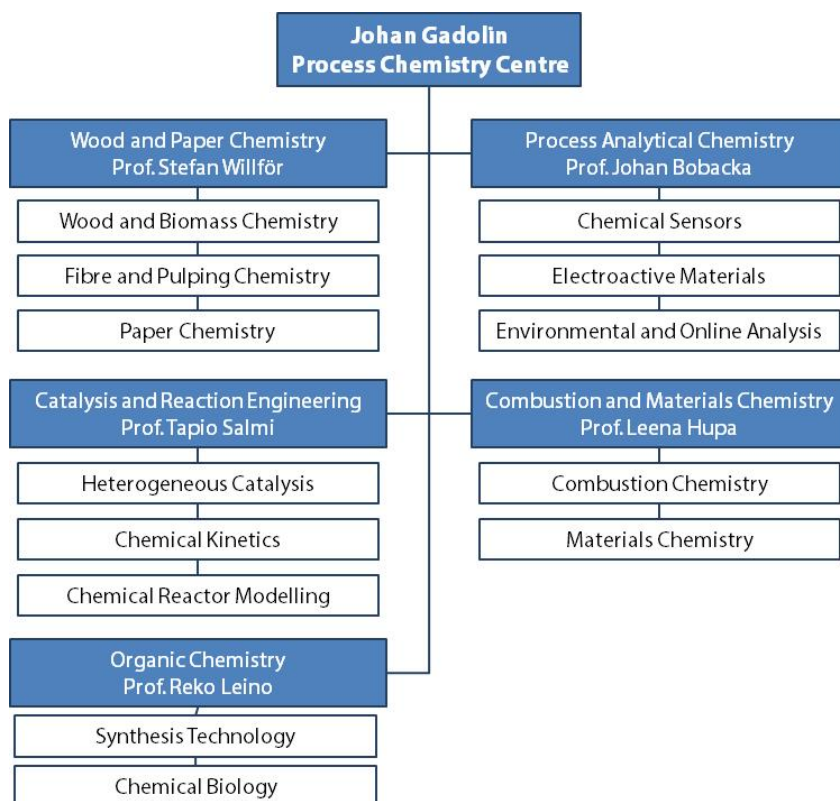 Johan Gadolin
Process Chemistry Centre
Wood and Paper Chemistry
Prof. Stefan Willför
Wood and Biomass Chemistry
Fibre and Pulping Chemistry
Paper Chemistry
Process Analytical Chemistry
Prof. Johan Bobacka
Chemical Sensors
Electroactive Materials
Environmental and Online Analysis
Catalysis and Reaction Engineering
Prof. Tapio Salmi
Heterogeneous Catalysis
Chemical Kinetics
Chemical Reactor Modelling
Combustion and Materials Chemistry
Prof. Leena Hupa
Combustion Chemistry
Materials Chemistry
Organic Chemistry
Prof. Reko Leino
Synthesis Technology
Chemical Biology